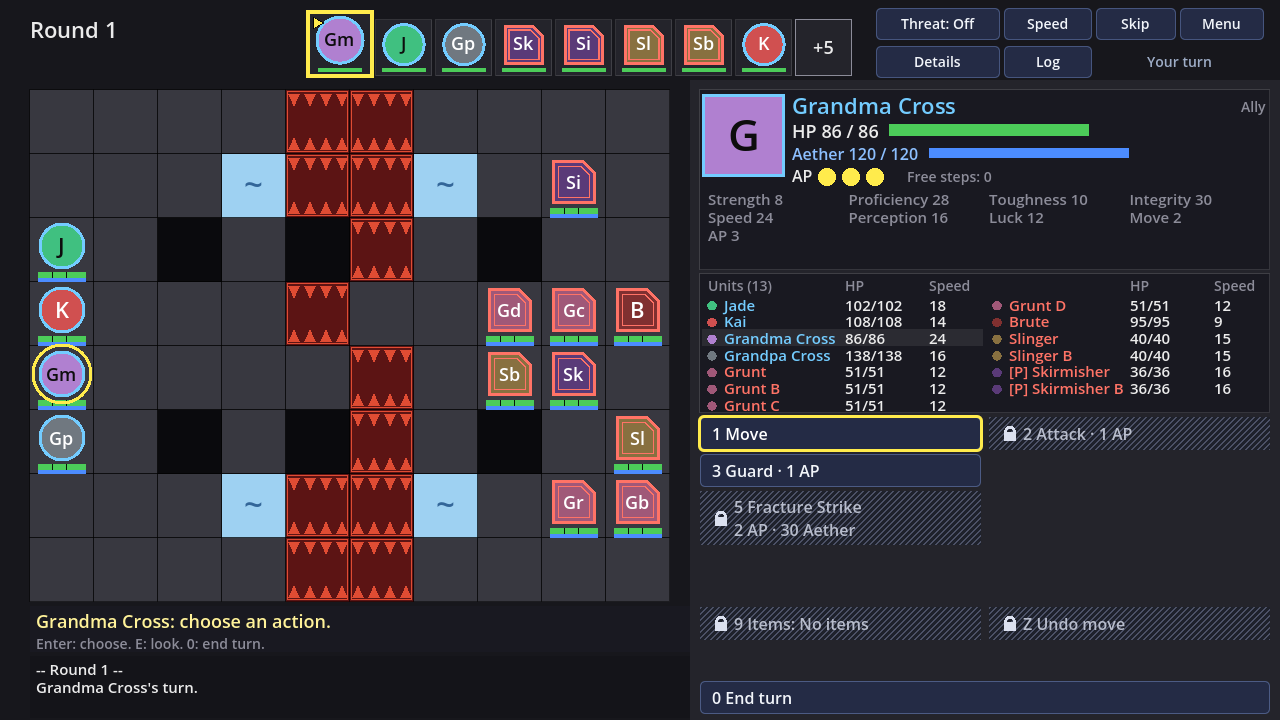 Round 1
Gm J Gp Sk Si Sl Sb K +5
Threat: Off Speed Skip Menu
Details Log Your turn
G Grandma Cross Ally
HP 86 / 86
Aether 120 / 120
AP Free steps: 0
Strength 8 Proficiency 28 Toughness 10 Integrity 30
Speed 24 Perception 16 Luck 12 Move 2
AP 3
~ ~ Si
J
K Gd Gc B
Gm Sb Sk
Gp Sl
~ ~ Gr Gb
Units (13) HP Speed HP Speed
Jade 102/102 18 Grunt D 51/51 12
Kai 108/108 14 Brute 95/95 9
Grandma Cross 86/86 24 Slinger 40/40 15
Grandpa Cross 138/138 16 Slinger B 40/40 15
Grunt 51/51 12 [P] Skirmisher 36/36 16
Grunt B 51/51 12 [P] Skirmisher B 36/36 16
Grunt C 51/51 12
1 Move 2 Attack · 1 AP
3 Guard · 1 AP
5 Fracture Strike
2 AP · 30 Aether
9 Items: No items Z Undo move
0 End turn
Grandma Cross: choose an action.
Enter: choose. E: look. 0: end turn.
-- Round 1 --
Grandma Cross's turn.